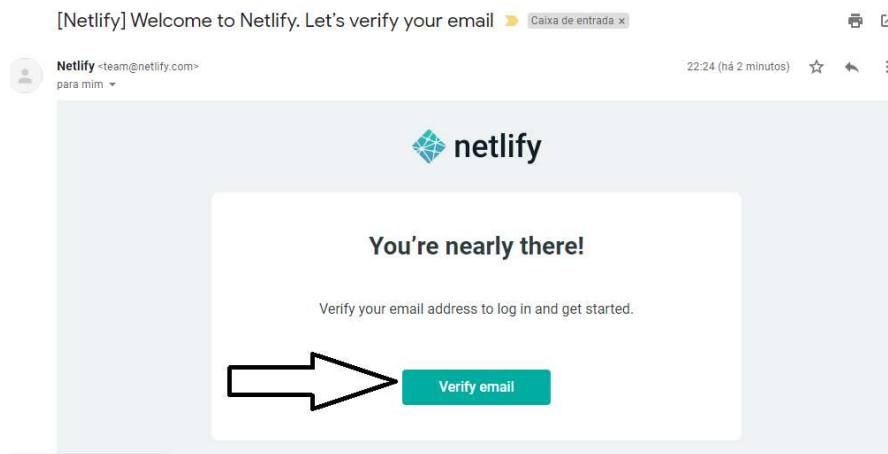 [Netlify] Welcome to Netlify. Let's verify your email Caixa de entrada x
Netlify <team@netlify.com> 22:24 (há 2 minutos)
para mim
netlify
You're nearly there!
Verify your email address to log in and get started.
Verify email